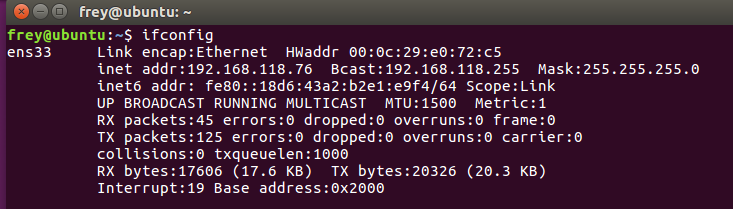 frey@ubuntu: ~
frey@ubuntu:~$ ifconfig
ens33     Link encap:Ethernet  HWaddr 00:0c:29:e0:72:c5
          inet addr:192.168.118.76  Bcast:192.168.118.255  Mask:255.255.255.0
          inet6 addr: fe80::18d6:43a2:b2e1:e9f4/64 Scope:Link
          UP BROADCAST RUNNING MULTICAST  MTU:1500  Metric:1
          RX packets:45 errors:0 dropped:0 overruns:0 frame:0
          TX packets:125 errors:0 dropped:0 overruns:0 carrier:0
          collisions:0 txqueuelen:1000
          RX bytes:17606 (17.6 KB)  TX bytes:20326 (20.3 KB)
          Interrupt:19 Base address:0x2000